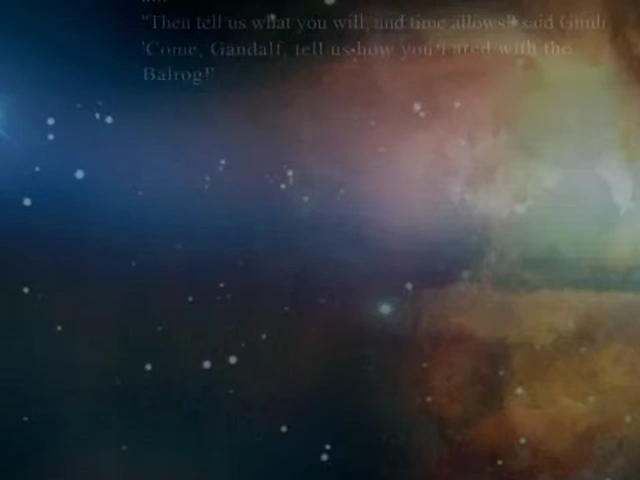 "Then tell us what you will, and time allows!' said Gimli
'Come, Gandalf, tell us how you fared with the
Balrog!'